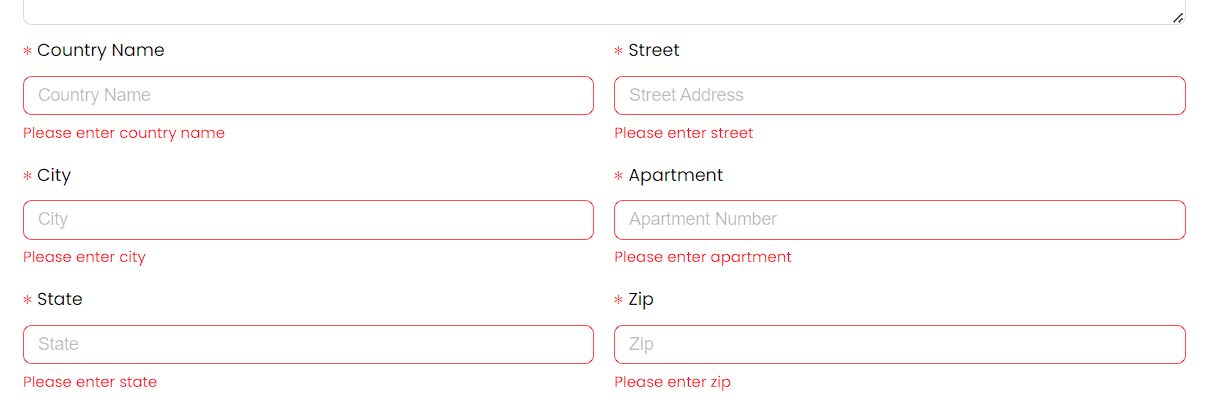 * Country Name
* Street
Country Name
Street Address
Please enter country name
Please enter street
* City
* Apartment
City
Apartment Number
Please enter city
Please enter apartment
* State
* Zip
State
Zip
Please enter state
Please enter zip